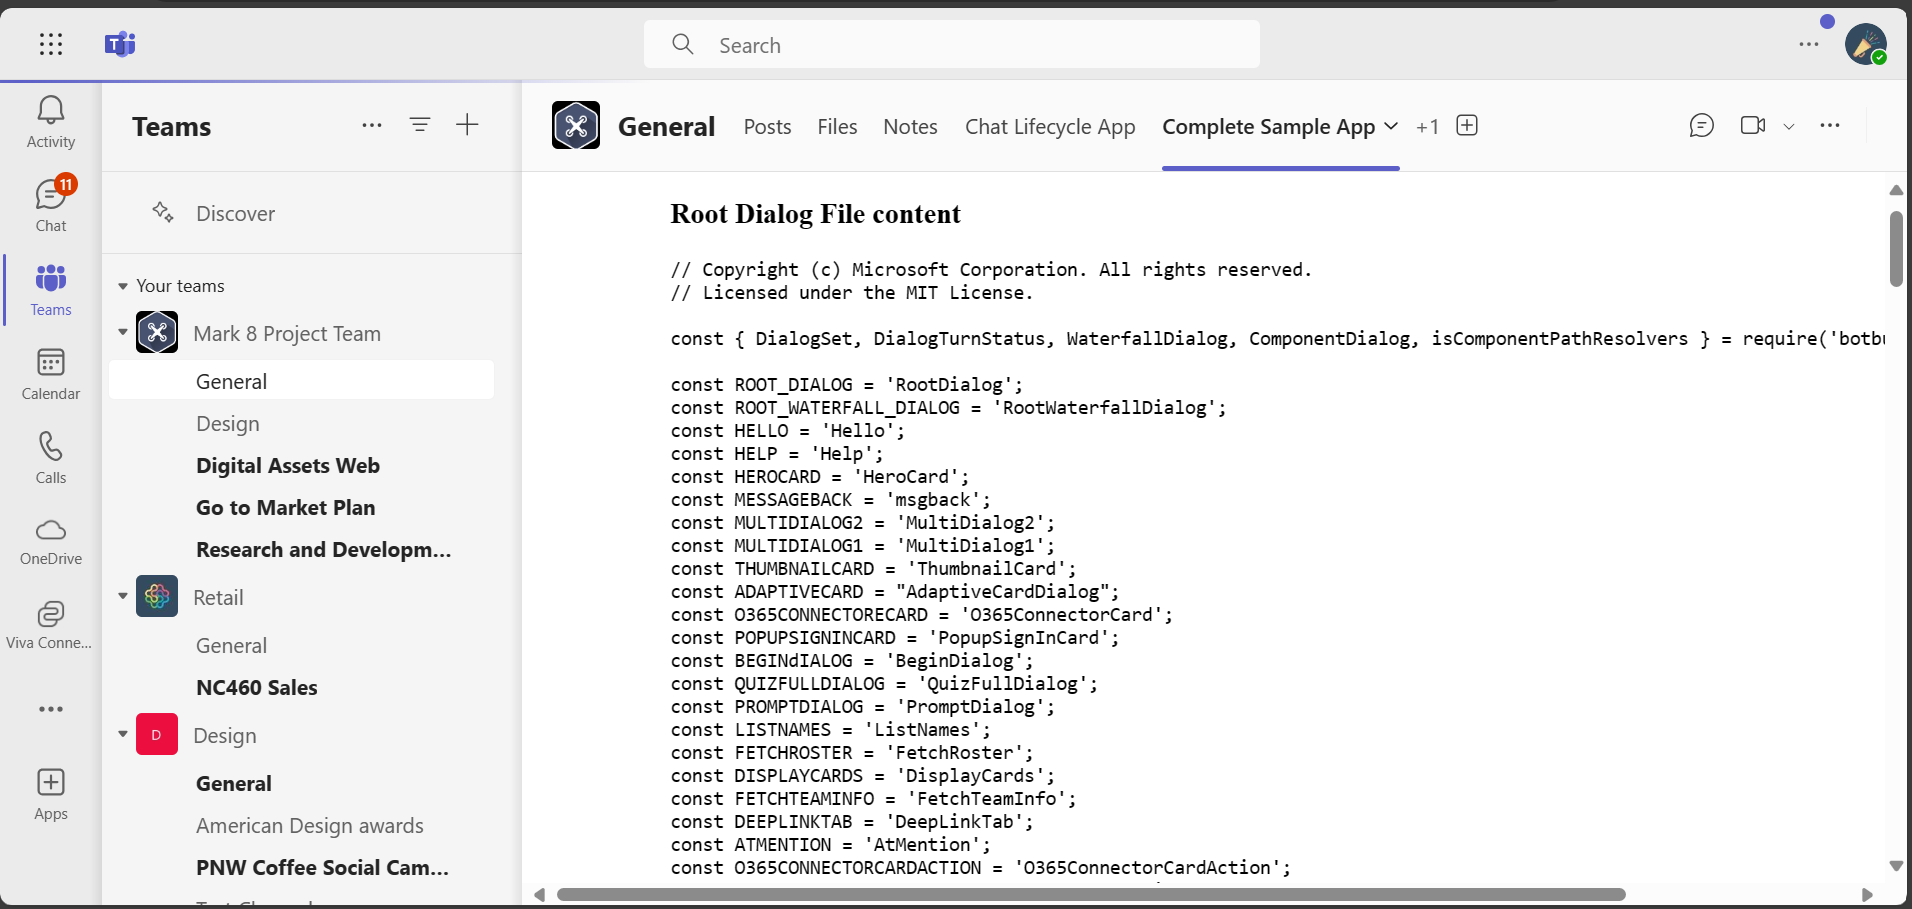 Search
Activity
11
Chat
Teams
Calendar
Calls
OneDrive
Viva Conne...
Apps
Teams
Discover
Your teams
Mark 8 Project Team
General
Design
Digital Assets Web
Go to Market Plan
Research and Developm...
Retail
General
NC460 Sales
D
Design
General
American Design awards
PNW Coffee Social Cam...
General
Posts
Files
Notes
Chat Lifecycle App
Complete Sample App
+1
Root Dialog File content
// Copyright (c) Microsoft Corporation. All rights reserved.
// Licensed under the MIT License.
const { DialogSet, DialogTurnStatus, WaterfallDialog, ComponentDialog, isComponentPathResolvers } = require('botbu
const ROOT_DIALOG = 'RootDialog';
const ROOT_WATERFALL_DIALOG = 'RootWaterfallDialog';
const HELLO = 'Hello';
const HELP = 'Help';
const HEROCARD = 'HeroCard';
const MESSAGEBACK = 'msgback';
const MULTIDIALOG2 = 'MultiDialog2';
const MULTIDIALOG1 = 'MultiDialog1';
const THUMBNAILCARD = 'ThumbnailCard';
const ADAPTIVECARD = "AdaptiveCardDialog";
const O365CONNECTORECARD = 'O365ConnectorCard';
const POPUPSIGNINCARD = 'PopupSignInCard';
const BEGINdIALOG = 'BeginDialog';
const QUIZFULLDIALOG = 'QuizFullDialog';
const PROMPTDIALOG = 'PromptDialog';
const LISTNAMES = 'ListNames';
const FETCHROSTER = 'FetchRoster';
const DISPLAYCARDS = 'DisplayCards';
const FETCHTEAMINFO = 'FetchTeamInfo';
const DEEPLINKTAB = 'DeepLinkTab';
const ATMENTION = 'AtMention';
const O365CONNECTORCARDACTION = 'O365ConnectorCardAction';